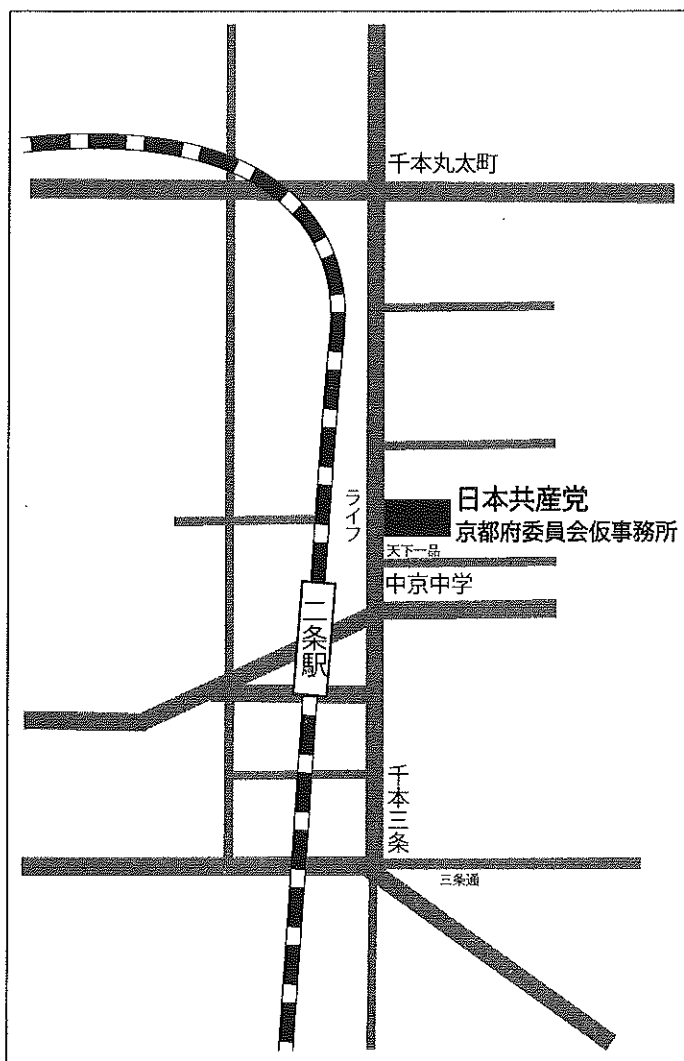 千本丸太町
ライフ
日本共産党
京都府委員会仮事務所
天下一品
中京中学
二条駅
千本三条
三条通